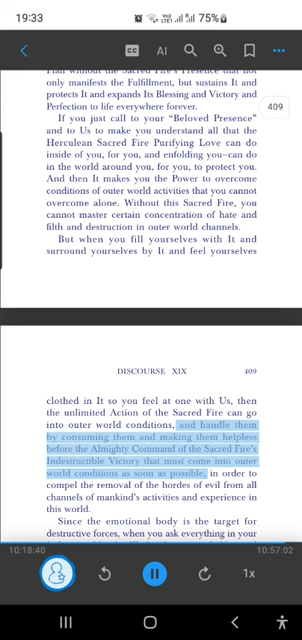 19:33
75%
CC AI
Plan without the Sacred Fire's Presence that not
only manifests the Fulfillment, but sustains It and
protects It and expands Its Blessing and Victory and
Perfection to life everywhere forever.
409
If you just call to your "Beloved Presence"
and to Us to make you understand all that the
Herculean Sacred Fire Purifying Love can do
inside of you, for you, and enfolding you–can do
in the world around you, for you, to protect you.
And then It makes you the Power to overcome
conditions of outer world activities that you cannot
overcome alone. Without this Sacred Fire, you
cannot master certain concentration of hate and
filth and destruction in outer world channels.
But when you fill yourselves with It and
surround yourselves by It and feel yourselves
DISCOURSE XIX 409
clothed in It so you feel at one with Us, then
the unlimited Action of the Sacred Fire can go
into outer world conditions, and handle them
by consuming them and making them helpless
before the Almighty Command of the Sacred Fire's
Indestructible Victory that must come into outer
world conditions as soon as possible, in order to
compel the removal of the hordes of evil from all
channels of mankind's activities and experience in
this world.
Since the emotional body is the target for
destructive forces, when you ask everything in your
10:18:40 10:57:02
1x